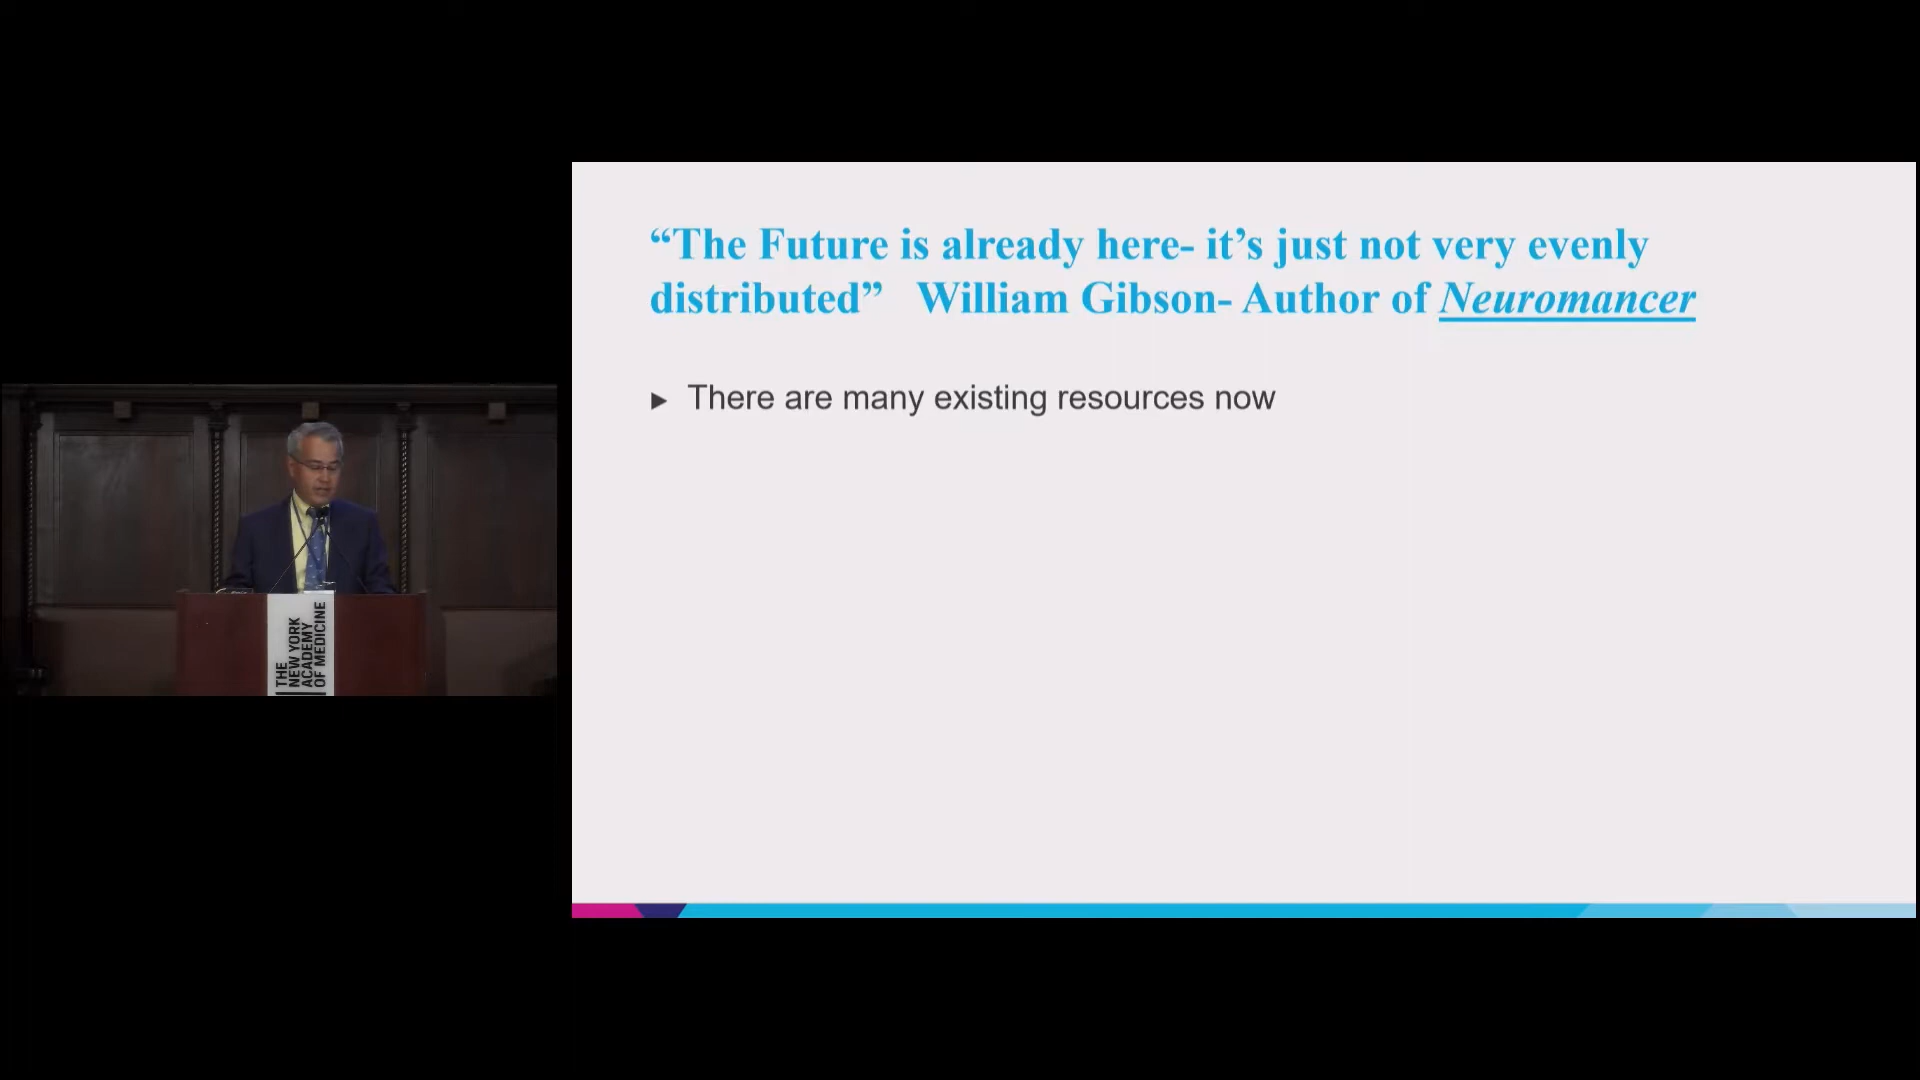 “The Future is already here- it’s just not very evenly
distributed”   William Gibson- Author of Neuromancer
► There are many existing resources now
THE
NEW YORK
ACADEMY
OF MEDICINE